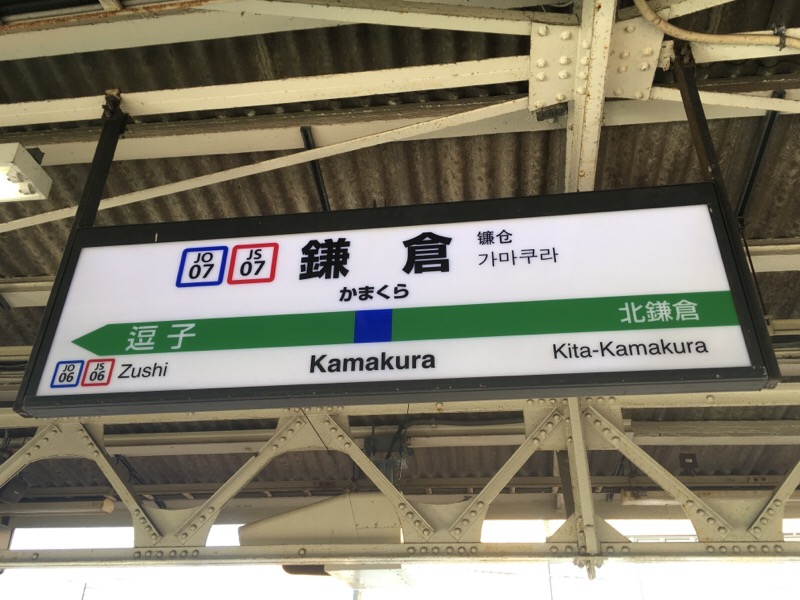 JO 07 JS 07 鎌倉 镰仓
가마쿠라
かまくら
逗子 北鎌倉
JO 06 JS 06 Zushi Kamakura Kita-Kamakura